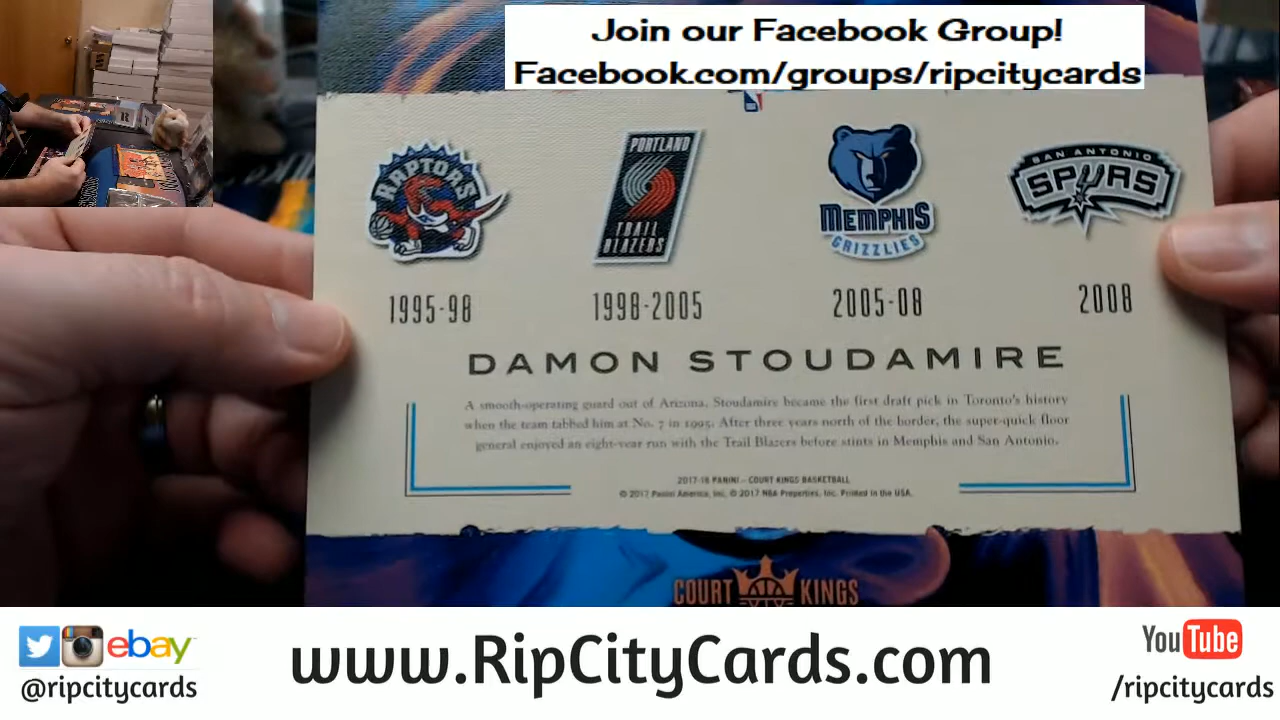 Join our Facebook Group!
Facebook.com/groups/ripcitycards
RAPTORS
PORTLAND
TRAIL
BLAZERS
MEMPHIS
GRIZZLIES
SAN ANTONIO
SPURS
1995-98
1998-2005
2005-08
2008
DAMON STOUDAMIRE
A smooth-operating guard out of Arizona, Stoudamire became the first draft pick in Toronto's history
when the team tabbed him at No. 7 in 1995. After three years north of the border, the super-quick floor
general enjoyed an eight-year run with the Trail Blazers before stints in Memphis and San Antonio.
2017-18 PANINI – COURT KINGS BASKETBALL
© 2017 Panini America, Inc. © 2017 NBA Properties, Inc. Printed in the USA.
COURT KINGS
ebay
@ripcitycards
www.RipCityCards.com
YouTube
/ripcitycards